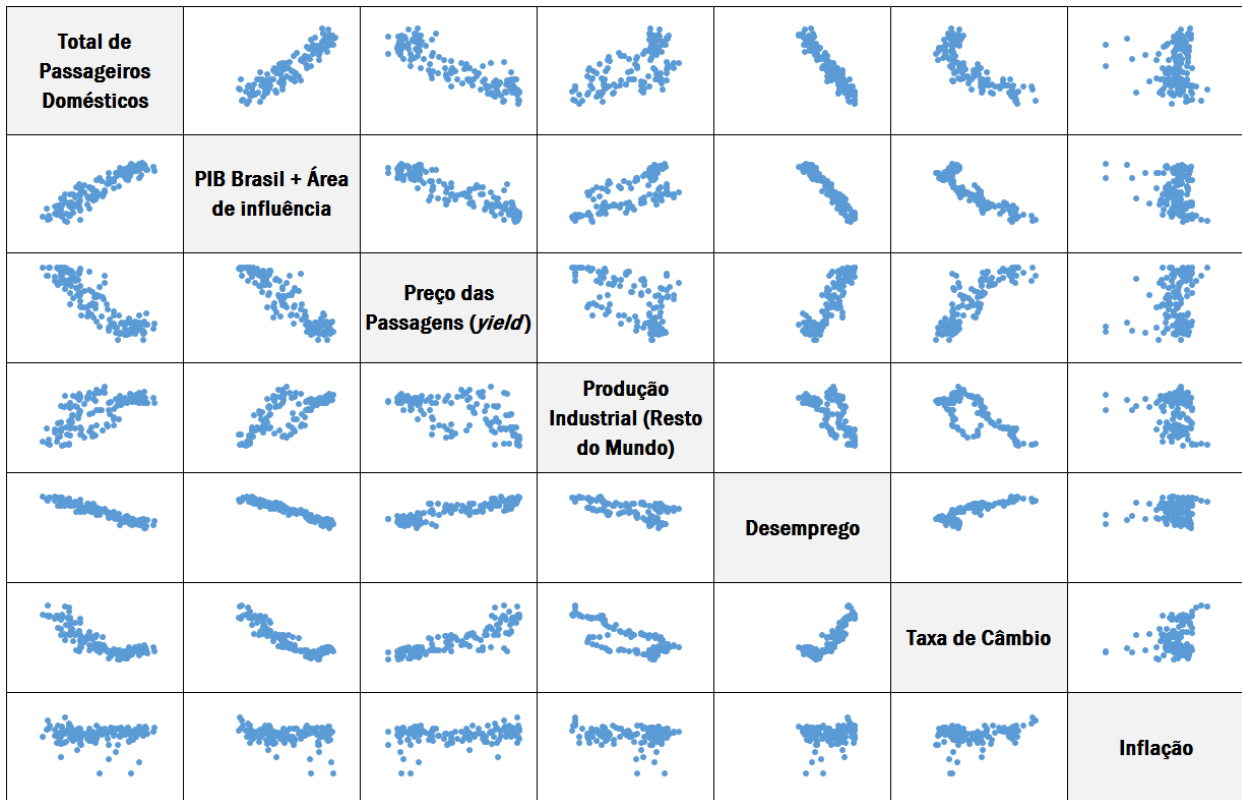 Total de
Passageiros
Domésticos
PIB Brasil + Área
de influência
Preço das
Passagens (yield)
Produção
Industrial (Resto
do Mundo)
Desemprego
Taxa de Câmbio
Inflação